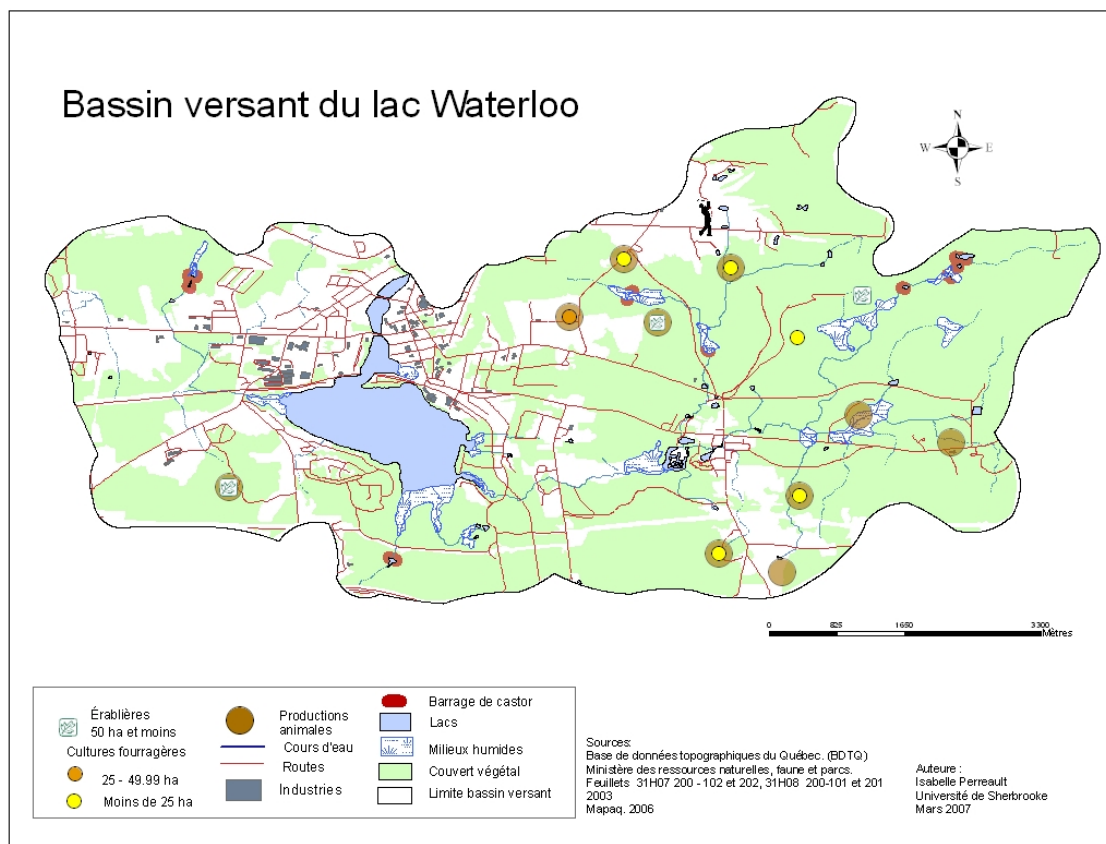 Bassin versant du lac Waterloo
N
W
E
S
0
825
1650
3300
Mètres
Érablières
50 ha et moins
Cultures fourragères
25 - 49.99 ha
Moins de 25 ha
Productions
animales
Cours d'eau
Routes
Industries
Barrage de castor
Lacs
Milieux humides
Couvert végétal
Limite bassin versant
Sources:
Base de données topographiques du Québec. (BDTQ)
Ministère des ressources naturelles, faune et parcs.
Feuillets 31H07 200 - 102 et 202, 31H08 200-101 et 201
2003
Mapaq. 2006
Auteure :
Isabelle Perreault
Université de Sherbrooke
Mars 2007